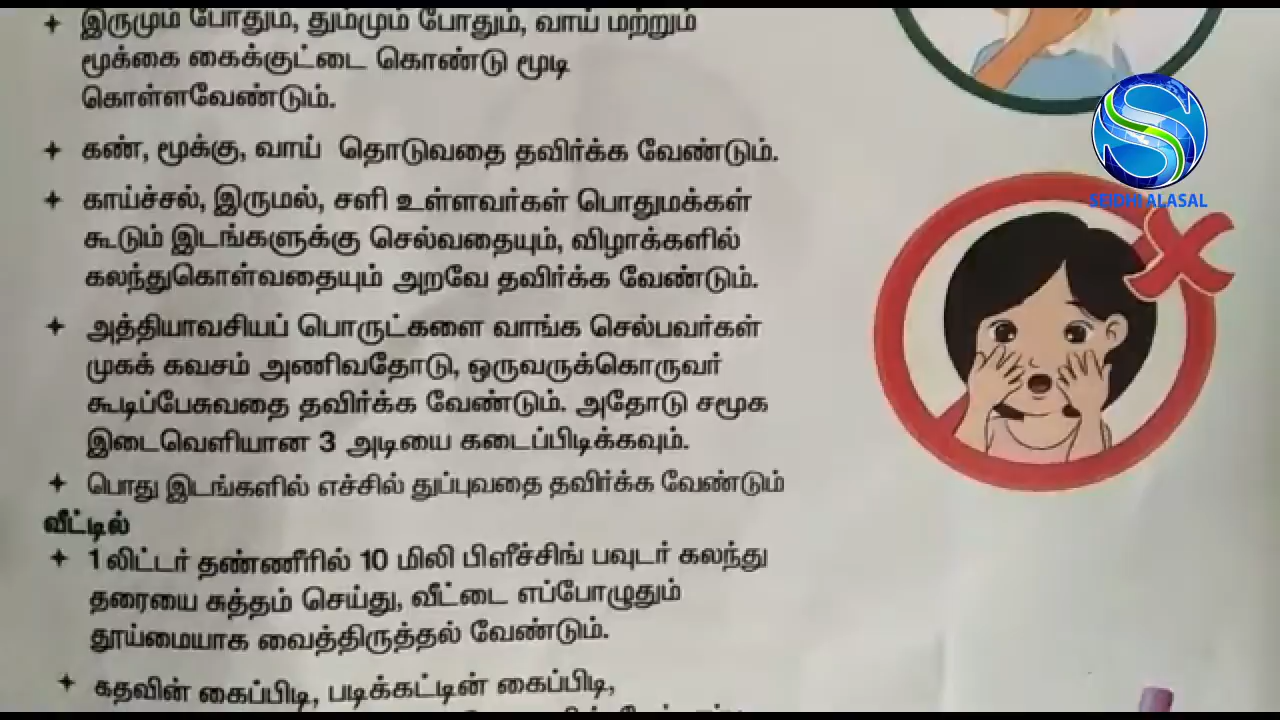 இருமும் போதும், தும்மும் போதும், வாய் மற்றும்
மூக்கை கைக்குட்டை கொண்டு மூடி
கொள்ளவேண்டும்.
கண், மூக்கு, வாய் தொடுவதை தவிர்க்க வேண்டும்.
காய்ச்சல், இருமல், சளி உள்ளவர்கள் பொதுமக்கள்
கூடும் இடங்களுக்கு செல்வதையும், விழாக்களில்
கலந்துகொள்வதையும் அறவே தவிர்க்க வேண்டும்.
அத்தியாவசியப் பொருட்களை வாங்க செல்பவர்கள்
முகக் கவசம் அணிவதோடு, ஒருவருக்கொருவர்
கூடிப்பேசுவதை தவிர்க்க வேண்டும். அதோடு சமூக
இடைவெளியான 3 அடியை கடைப்பிடிக்கவும்.
பொது இடங்களில் எச்சில் துப்புவதை தவிர்க்க வேண்டும்
வீட்டில்
1லிட்டர் தண்ணீரில் 10 மிலி பிளீச்சிங் பவுடர் கலந்து
தரையை சுத்தம் செய்து, வீட்டை எப்போழுதும்
தூய்மையாக வைத்திருத்தல் வேண்டும்.
கதவின் கைப்பிடி, படிக்கட்டின் கைப்பிடி,
SEIDHI ALASAL